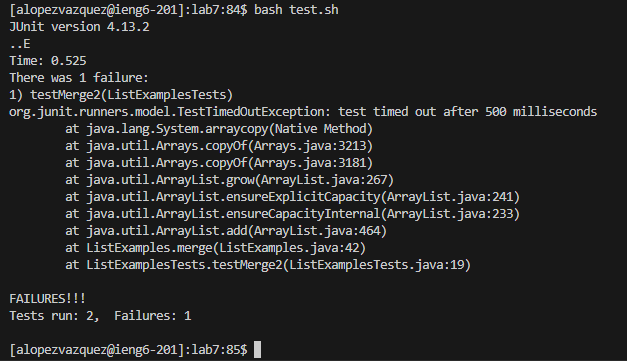 [alopezvazquez@ieng6-201]:lab7:84$ bash test.sh
JUnit version 4.13.2
..E
Time: 0.525
There was 1 failure:
1) testMerge2(ListExamplesTests)
org.junit.runners.model.TestTimedOutException: test timed out after 500 milliseconds
        at java.lang.System.arraycopy(Native Method)
        at java.util.Arrays.copyOf(Arrays.java:3213)
        at java.util.Arrays.copyOf(Arrays.java:3181)
        at java.util.ArrayList.grow(ArrayList.java:267)
        at java.util.ArrayList.ensureExplicitCapacity(ArrayList.java:241)
        at java.util.ArrayList.ensureCapacityInternal(ArrayList.java:233)
        at java.util.ArrayList.add(ArrayList.java:464)
        at ListExamples.merge(ListExamples.java:42)
        at ListExamplesTests.testMerge2(ListExamplesTests.java:19)

FAILURES!!!
Tests run: 2,  Failures: 1

[alopezvazquez@ieng6-201]:lab7:85$